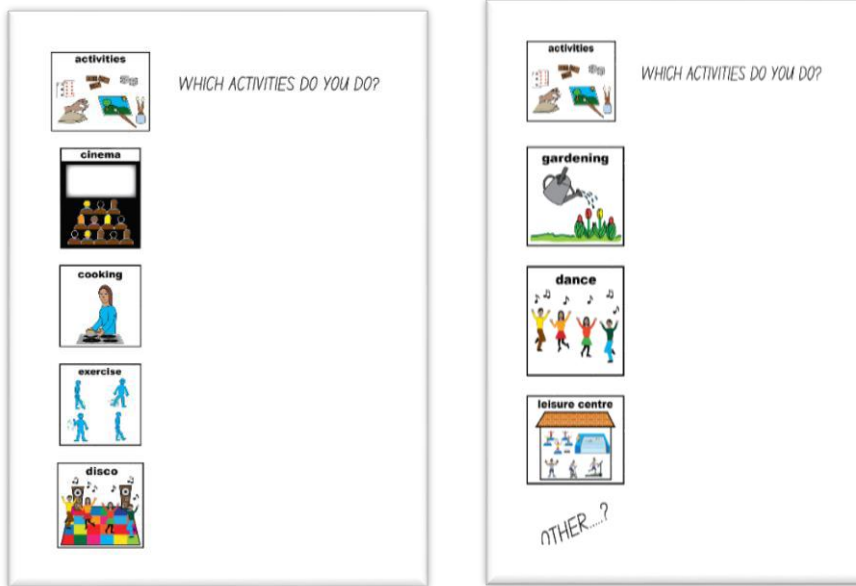 activities
WHICH ACTIVITIES DO YOU DO?
cinema
cooking
exercise
disco
activities
WHICH ACTIVITIES DO YOU DO?
gardening
dance
leisure centre
OTHER....?